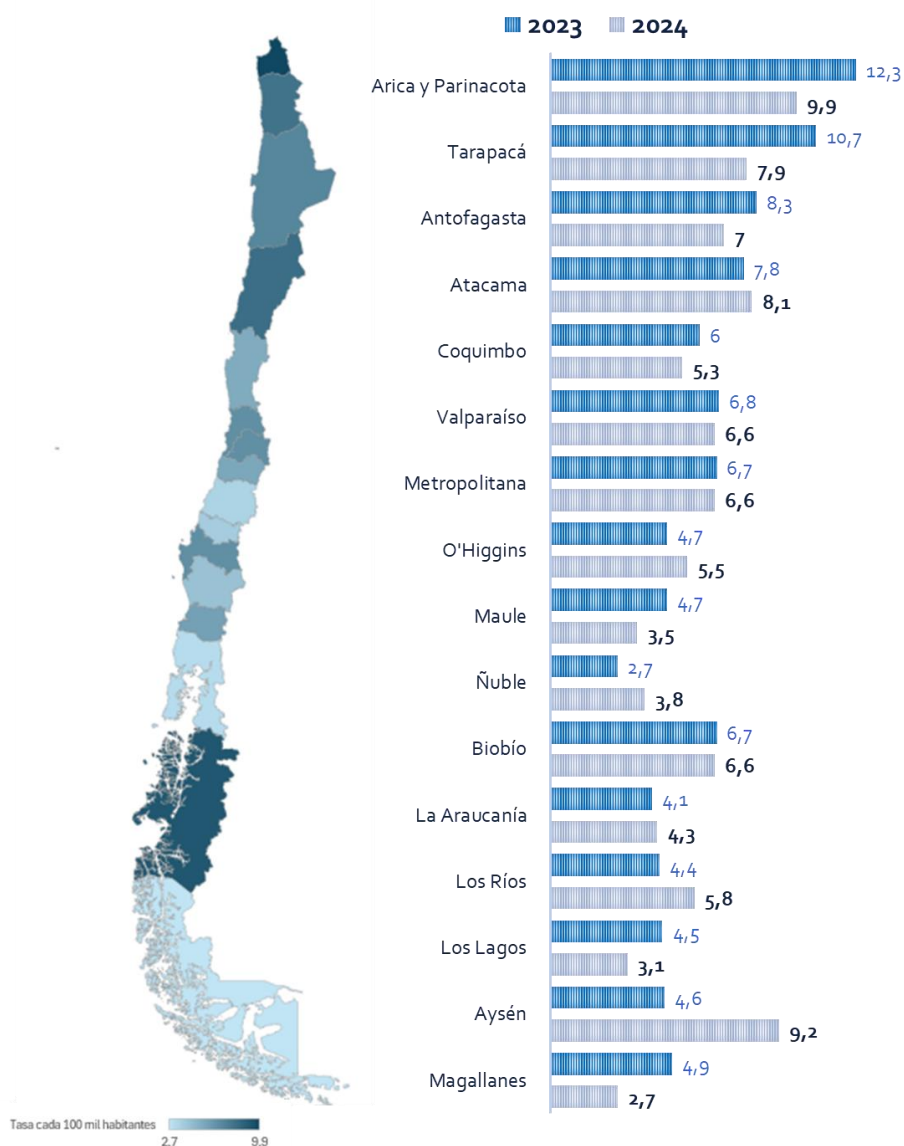 2023 2024
Arica y Parinacota 12,3
9,9
Tarapacá 10,7
7,9
Antofagasta 8,3
7
Atacama 7,8
8,1
Coquimbo 6
5,3
Valparaíso 6,8
6,6
Metropolitana 6,7
6,6
O'Higgins 4,7
5,5
Maule 4,7
3,5
Ñuble 2,7
3,8
Biobío 6,7
6,6
La Araucanía 4,1
4,3
Los Ríos 4,4
5,8
Los Lagos 4,5
3,1
Aysén 4,6
9,2
Magallanes 4,9
2,7
Tasa cada 100 mil habitantes
2.7 9.9